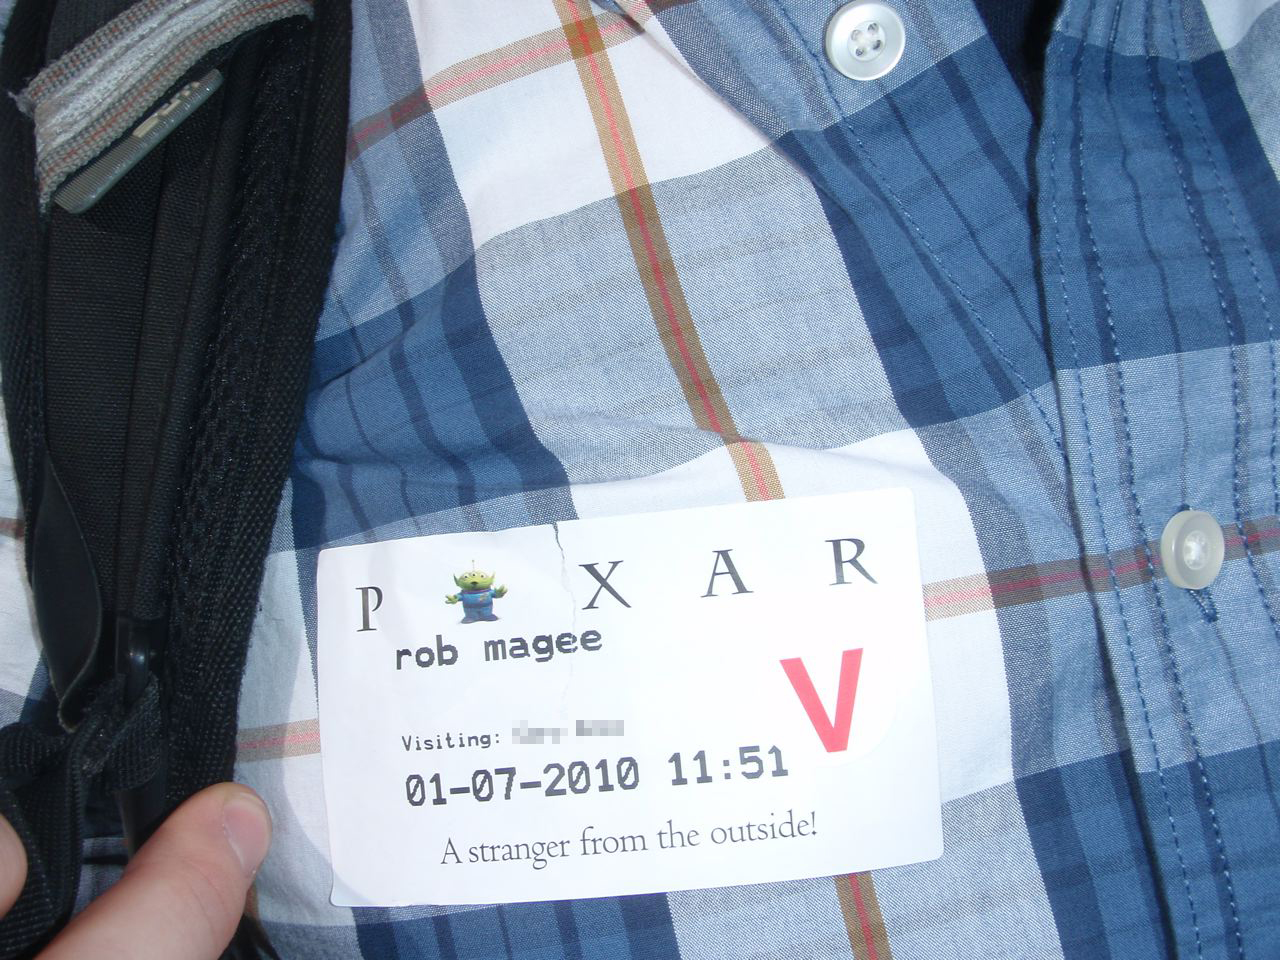 P XAR
rob magee
V
Visiting:
01-07-2010 11:51
A stranger from the outside!